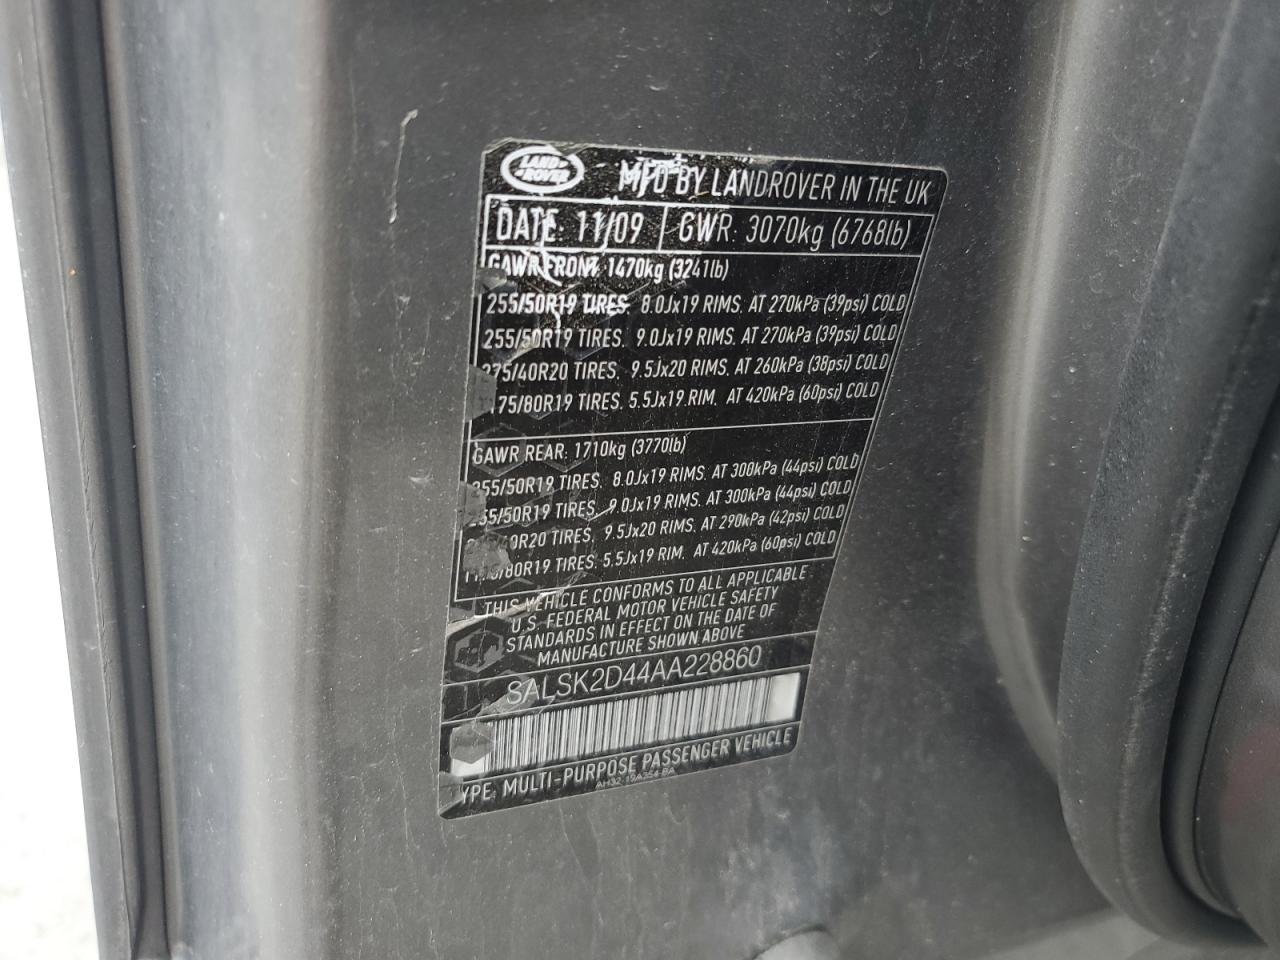 LAND-
-ROVER
MFD BY LANDROVER IN THE UK
DATE: 11/09 GWR: 3070kg (6768lb)
GAWR FRONT 1470kg (3241lb)
255/50R19 TIRES. 8.0Jx19 RIMS. AT 270kPa (39psi) COLD
255/50R19 TIRES. 9.0Jx19 RIMS. AT 270kPa (39psi) COLD
275/40R20 TIRES. 9.5Jx20 RIMS. AT 260kPa (38psi) COLD
175/80R19 TIRES. 5.5Jx19 RIM. AT 420kPa (60psi) COLD
GAWR REAR: 1710kg (3770lb)
255/50R19 TIRES. 8.0Jx19 RIMS. AT 300kPa (44psi) COLD
255/50R19 TIRES. 9.0Jx19 RIMS. AT 300kPa (44psi) COLD
TIRES. 9.5Jx20 RIMS. AT 290kPa (42psi) COLD
TIRES. 5.5Jx19 RIM. AT 420kPa (60psi) COLD
THIS VEHICLE CONFORMS TO ALL APPLICABLE
U.S. FEDERAL MOTOR VEHICLE SAFETY
STANDARDS IN EFFECT ON THE DATE OF
MANUFACTURE SHOWN ABOVE
SALSK2D44AA228860
YPE: MULTI-PURPOSE PASSENGER VEHICLE
AH32-19A354-BA